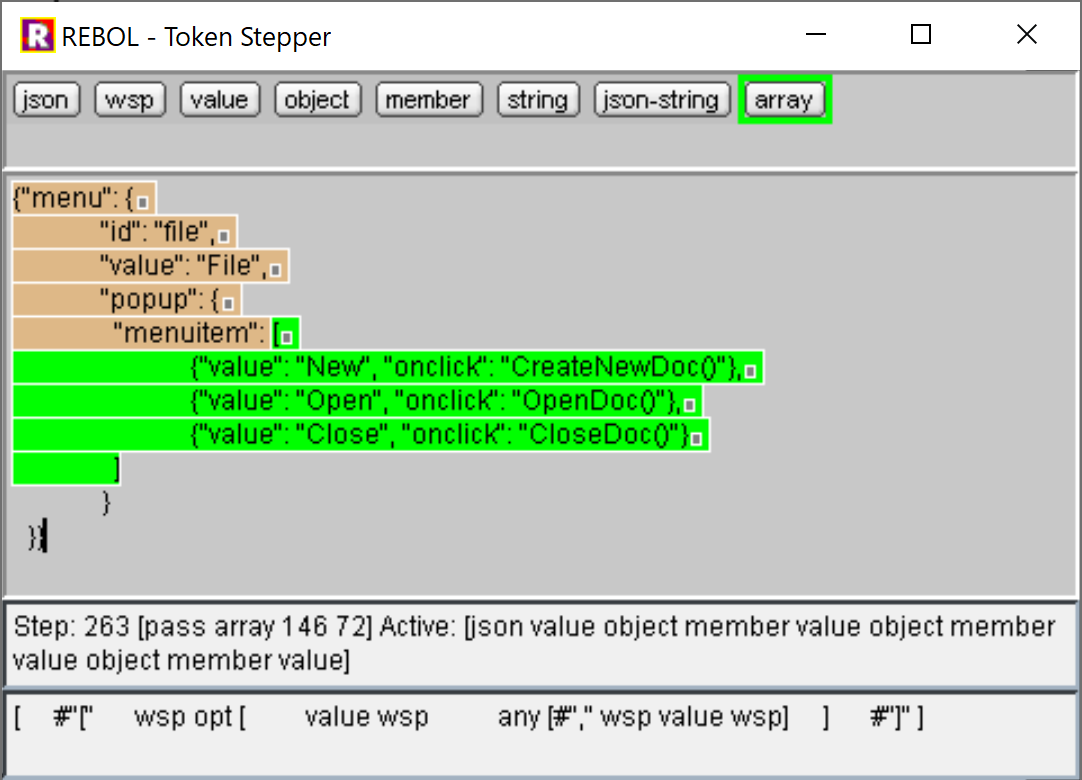 REBOL - Token Stepper
json wsp value object member string json-string array
{"menu": {
"id": "file",
"value": "File",
"popup": {
"menuitem": [
{"value": "New", "onclick": "CreateNewDoc()"},
{"value": "Open", "onclick": "OpenDoc()"},
{"value": "Close", "onclick": "CloseDoc()"}
]
}
}}
Step: 263 [pass array 146 72] Active: [json value object member value object member
value object member value]
[ #"[" wsp opt [ value wsp any [#"," wsp value wsp] ] #"]" ]